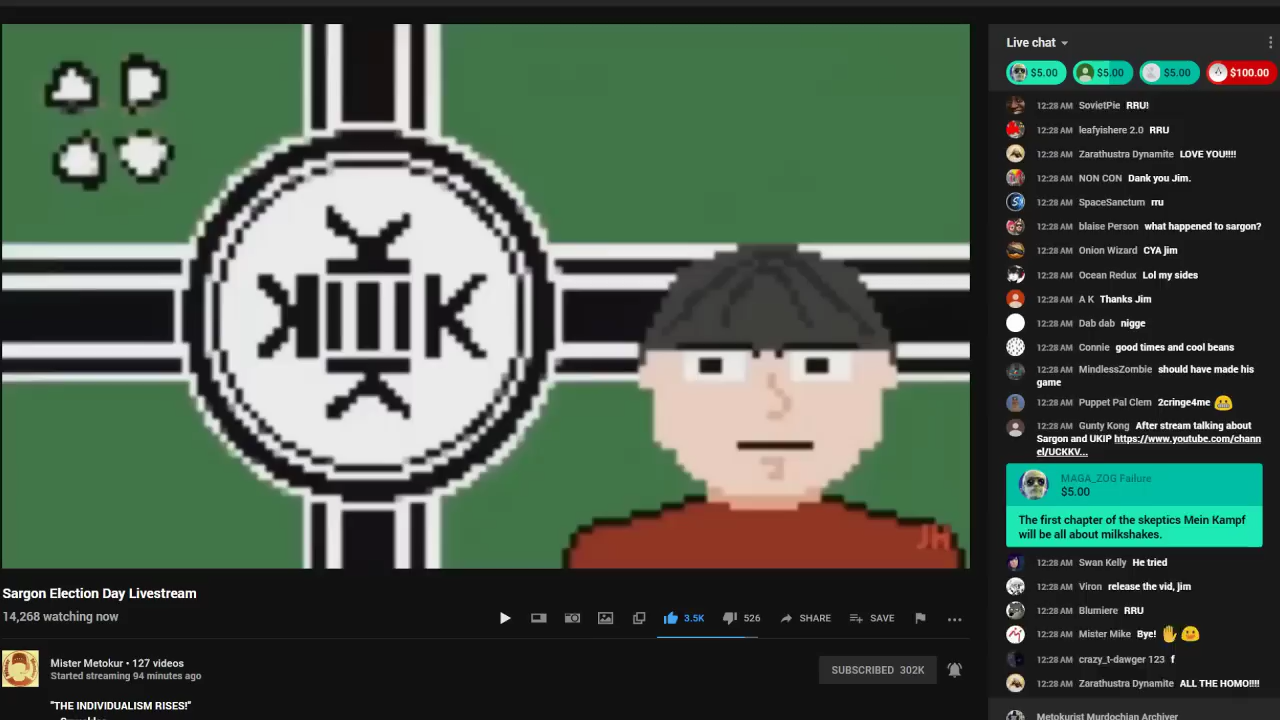 Live chat
$5.00 $5.00 $5.00 $100.00
12:28 AM SovietPie RRU!
12:28 AM leafyishere 2.0 RRU
12:28 AM Zarathustra Dynamite LOVE YOU!!!!
12:28 AM NON CON Dank you Jim.
12:28 AM SpaceSanctum rru
12:28 AM blaise Person what happened to sargon?
12:28 AM Onion Wizard CYA jim
12:28 AM Ocean Redux Lol my sides
12:28 AM A K Thanks Jim
12:28 AM Dab dab nigge
12:28 AM Connie good times and cool beans
12:28 AM MindlessZombie should have made his
game
12:28 AM Puppet Pal Clem 2cringe4me
12:28 AM Gunty Kong After stream talking about
Sargon and UKIP https://www.youtube.com/chann
el/UCKKV...
MAGA_ZOG Failure
$5.00
The first chapter of the skeptics Mein Kampf
will be all about milkshakes.
12:28 AM Swan Kelly He tried
12:28 AM Viron release the vid, jim
12:28 AM Blumiere RRU
12:28 AM Mister Mike Bye!
12:28 AM crazy_t-dawger 123 f
12:28 AM Zarathustra Dynamite ALL THE HOMO!!!!
Metokurist Murdochian Archiver
K K K K
JH
Sargon Election Day Livestream
14,268 watching now
3.5K 526 SHARE SAVE
Mister Metokur • 127 videos
Started streaming 94 minutes ago
SUBSCRIBED 302K
"THE INDIVIDUALISM RISES!"